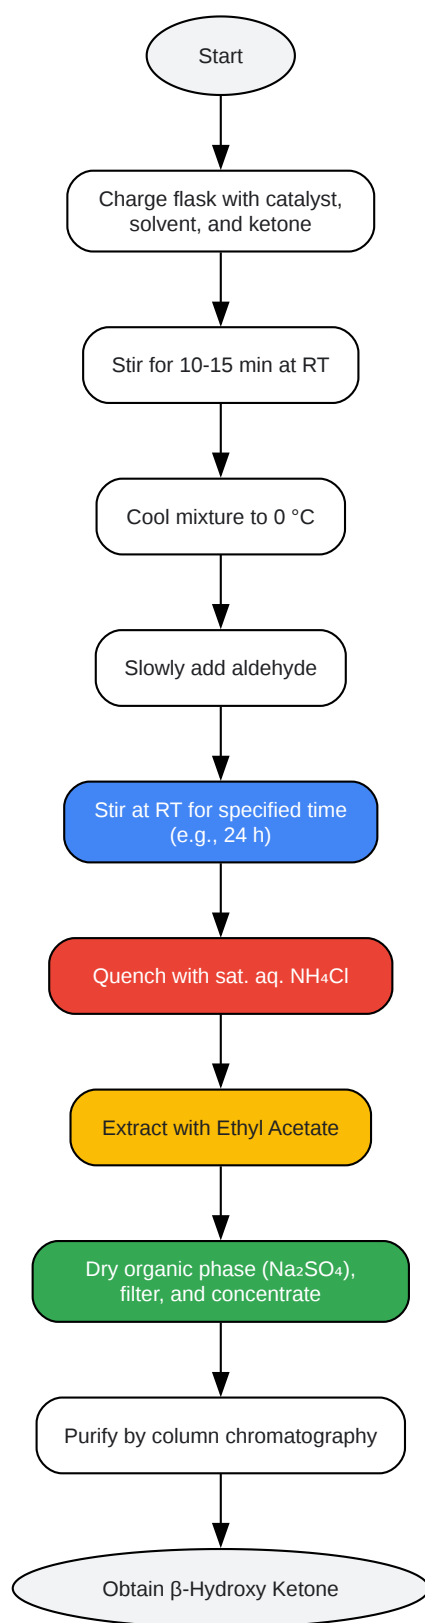 Start
Charge flask with catalyst,
solvent, and ketone
Stir for 10-15 min at RT
Cool mixture to 0 °C
Slowly add aldehyde
Stir at RT for specified time
(e.g., 24 h)
Quench with sat. aq. NH₄Cl
Extract with Ethyl Acetate
Dry organic phase (Na₂SO₄),
filter, and concentrate
Purify by column chromatography
Obtain β-Hydroxy Ketone